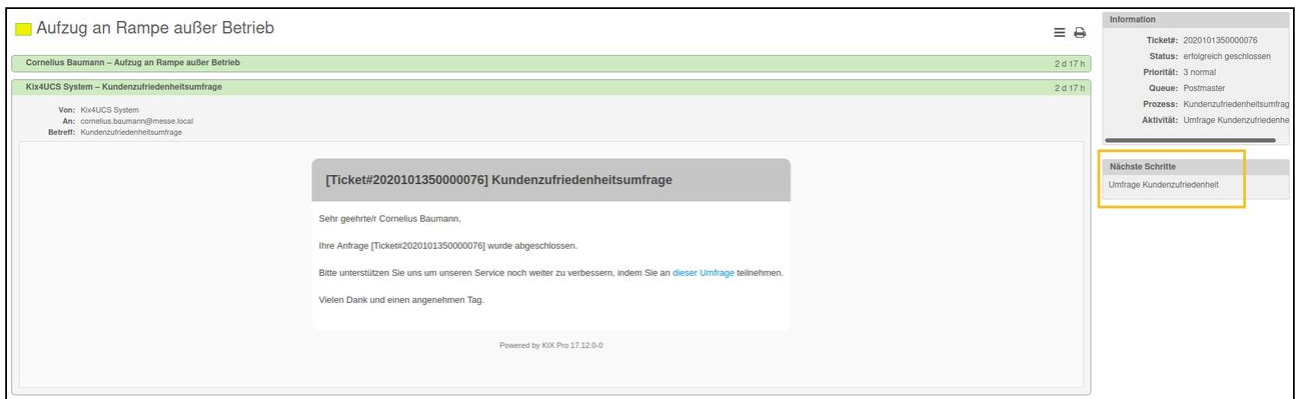 Aufzug an Rampe außer Betrieb
Cornelius Baumann – Aufzug an Rampe außer Betrieb 2 d 17 h
Kix4UCS System – Kundenzufriedenheitsumfrage 2 d 17 h
Von: Kix4UCS System
An: cornelius.baumann@messe.local
Betreff: Kundenzufriedenheitsumfrage
[Ticket#2020101350000076] Kundenzufriedenheitsumfrage
Sehr geehrte/r Cornelius Baumann,
Ihre Anfrage [Ticket#2020101350000076] wurde abgeschlossen.
Bitte unterstützen Sie uns um unseren Service noch weiter zu verbessern, indem Sie an dieser Umfrage teilnehmen.
Vielen Dank und einen angenehmen Tag.
Powered by KIX Pro 17.12.0-0
Information
Ticket#: 2020101350000076
Status: erfolgreich geschlossen
Priorität: 3 normal
Queue: Postmaster
Prozess: Kundenzufriedenheitsumfrag
Aktivität: Umfrage Kundenzufriedenhe
Nächste Schritte
Umfrage Kundenzufriedenheit